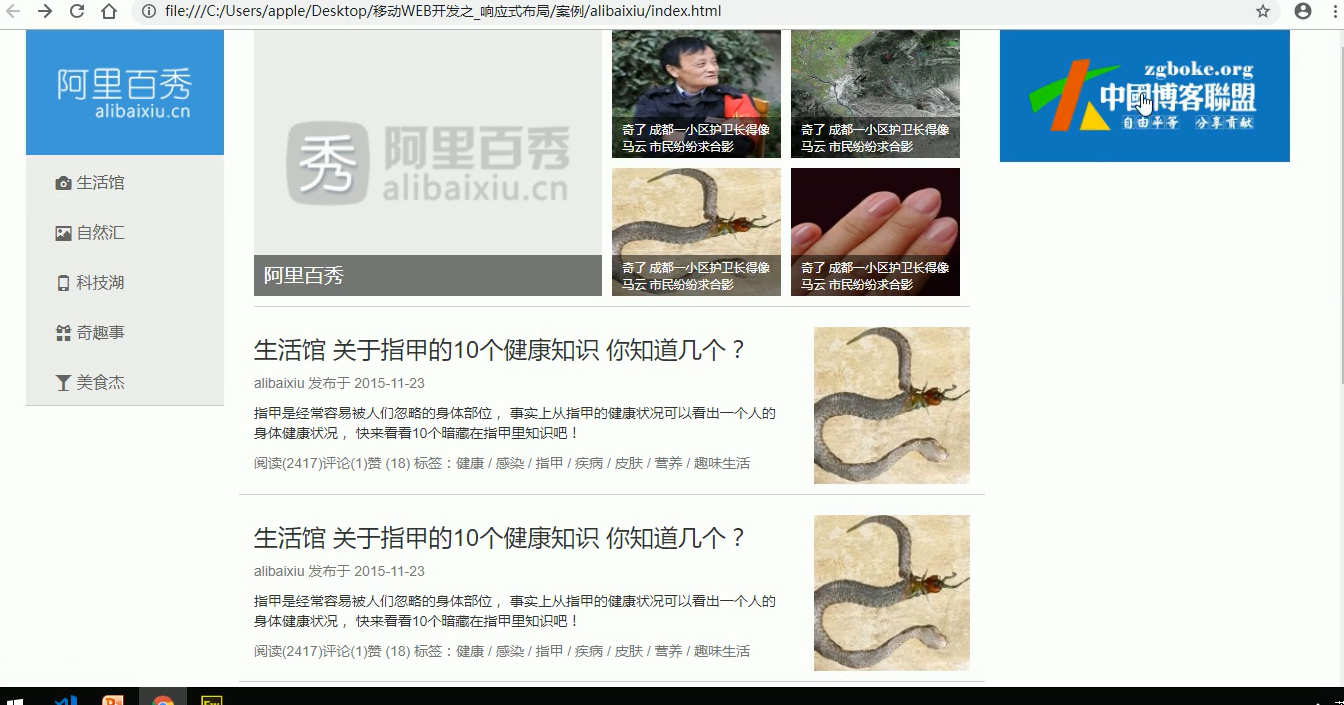 file:///C:/Users/apple/Desktop/移动WEB开发之_响应式布局/案例/alibaixiu/index.html
阿里百秀
alibaixiu.cn
生活馆
自然汇
科技湖
奇趣事
美食杰
秀 阿里百秀
alibaixiu.cn
阿里百秀
奇了 成都一小区护卫长得像
马云 市民纷纷求合影
奇了 成都一小区护卫长得像
马云 市民纷纷求合影
奇了 成都一小区护卫长得像
马云 市民纷纷求合影
奇了 成都一小区护卫长得像
马云 市民纷纷求合影
zgboke.org
中國博客聯盟
自由平等 分享贡献
生活馆 关于指甲的10个健康知识 你知道几个？
alibaixiu 发布于 2015-11-23
指甲是经常容易被人们忽略的身体部位， 事实上从指甲的健康状况可以看出一个人的
身体健康状况， 快来看看10个暗藏在指甲里知识吧！
阅读(2417)评论(1)赞 (18) 标签：健康 / 感染 / 指甲 / 疾病 / 皮肤 / 营养 / 趣味生活
生活馆 关于指甲的10个健康知识 你知道几个？
alibaixiu 发布于 2015-11-23
指甲是经常容易被人们忽略的身体部位， 事实上从指甲的健康状况可以看出一个人的
身体健康状况， 快来看看10个暗藏在指甲里知识吧！
阅读(2417)评论(1)赞 (18) 标签：健康 / 感染 / 指甲 / 疾病 / 皮肤 / 营养 / 趣味生活